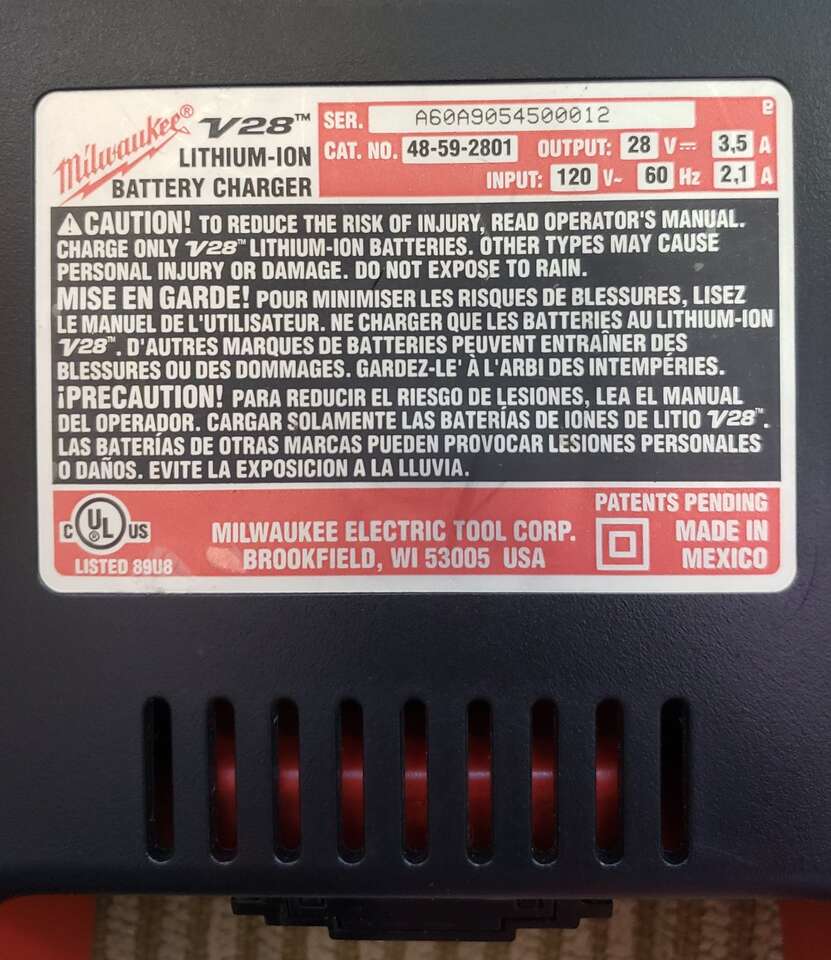 Milwaukee® V28™
LITHIUM-ION
BATTERY CHARGER
SER. A60A9054500012
CAT. NO. 48-59-2801 OUTPUT: 28 V⎓ 3,5 A
INPUT: 120 V~ 60 Hz 2,1 A
⚠ CAUTION! TO REDUCE THE RISK OF INJURY, READ OPERATOR'S MANUAL.
CHARGE ONLY V28™ LITHIUM-ION BATTERIES. OTHER TYPES MAY CAUSE
PERSONAL INJURY OR DAMAGE. DO NOT EXPOSE TO RAIN.
MISE EN GARDE! POUR MINIMISER LES RISQUES DE BLESSURES, LISEZ
LE MANUEL DE L'UTILISATEUR. NE CHARGER QUE LES BATTERIES AU LITHIUM-ION
V28™. D'AUTRES MARQUES DE BATTERIES PEUVENT ENTRAÎNER DES
BLESSURES OU DES DOMMAGES. GARDEZ-LE' À L'ARBI DES INTEMPÉRIES.
¡PRECAUTION! PARA REDUCIR EL RIESGO DE LESIONES, LEA EL MANUAL
DEL OPERADOR. CARGAR SOLAMENTE LAS BATERÍAS DE IONES DE LITIO V28™.
LAS BATERÍAS DE OTRAS MARCAS PUEDEN PROVOCAR LESIONES PERSONALES
O DAÑOS. EVITE LA EXPOSICION A LA LLUVIA.
C UL® US
LISTED 89U8
MILWAUKEE ELECTRIC TOOL CORP.
BROOKFIELD, WI 53005 USA
PATENTS PENDING
MADE IN
MEXICO